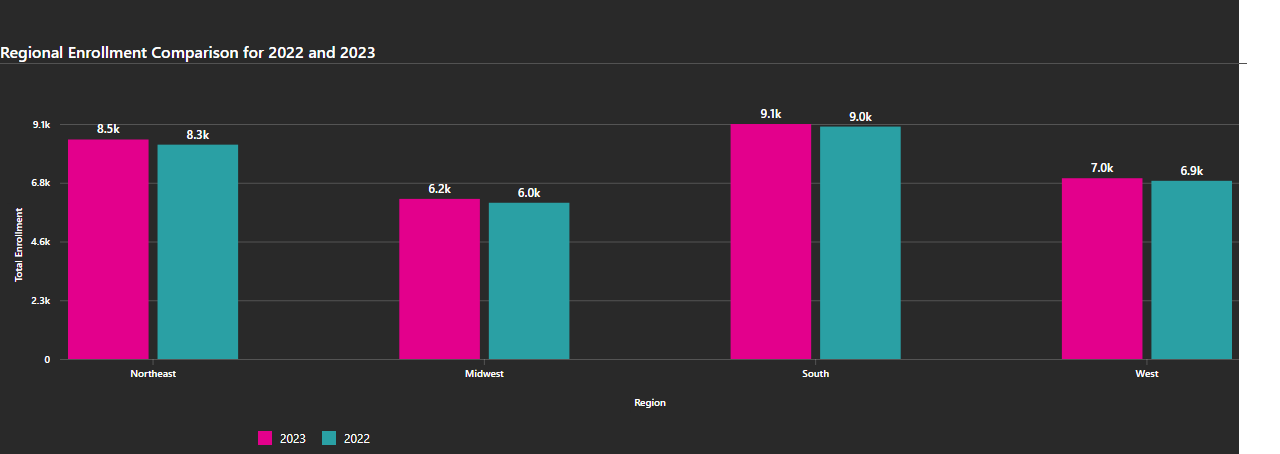 Regional Enrollment Comparison for 2022 and 2023
9.1k
6.8k
4.6k
2.3k
0
Total Enrollment
8.5k
8.3k
6.2k
6.0k
9.1k
9.0k
7.0k
6.9k
Northeast
Midwest
South
West
Region
2023
2022